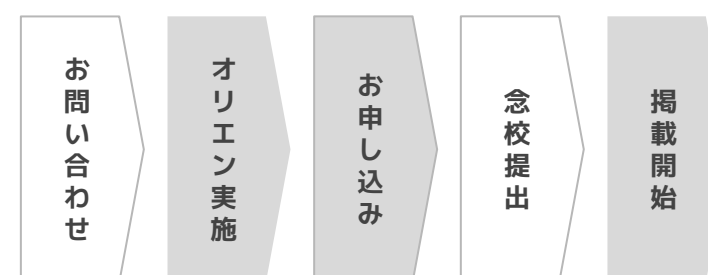 お問い合わせ
オリエン実施
お申し込み
念校提出
掲載開始